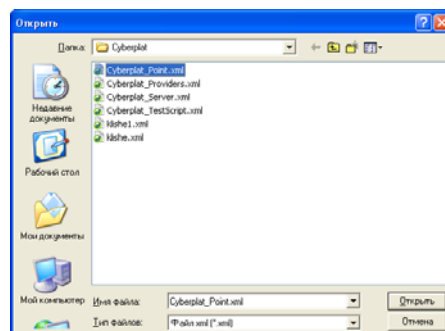 Открыть
Папка: Cyberplat
Cyberplat_Point.xml
Cyberplat_Providers.xml
Cyberplat_Server.xml
Cyberplat_TestScript.xml
klishe1.xml
klishe.xml
Недавние
документы
Рабочий стол
Мои документы
Мой компьютер
Имя файла: Cyberplat_Point.xml Открыть
Тип файлов: Файл xml (*.xml) Отмена